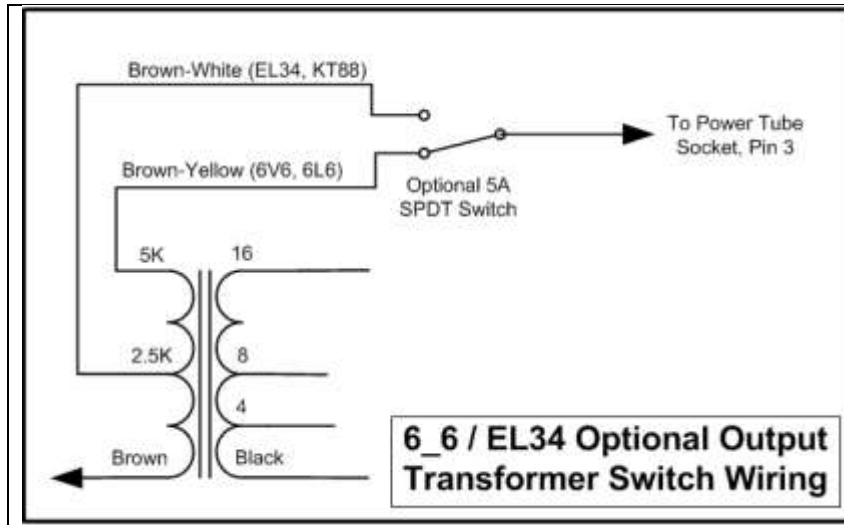 Brown-White (EL34, KT88)
To Power Tube
Socket, Pin 3
Brown-Yellow (6V6, 6L6)
Optional 5A
SPDT Switch
5K
16
2.5K
8
4
Brown
Black
6_6 / EL34 Optional Output
Transformer Switch Wiring